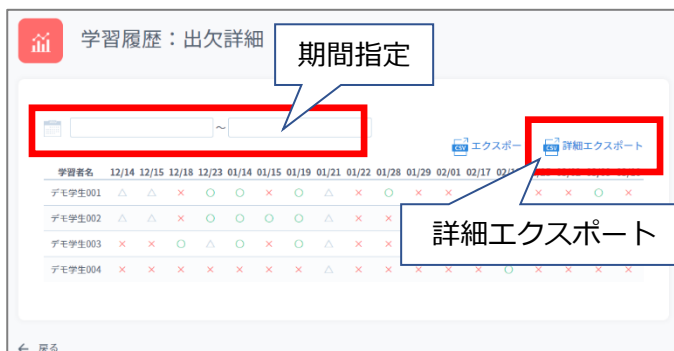 学習履歴：出欠詳細
期間指定
～
エクスポー
詳細エクスポート
学習者名 12/14 12/15 12/18 12/23 01/14 01/15 01/19 01/21 01/22 01/28 01/29 02/01 02/17
デモ学生001 △ △ × ○ ○ × ○ △ × ○ × × × × ○ ×
デモ学生002 △ △ × ○ ○ ○ ○ △ × ×
詳細エクスポート
デモ学生003 × × ○ △ ○ × ○ △ × ×
デモ学生004 × × × × × × × △ × × × × × ○ × × × ×
← 戻る